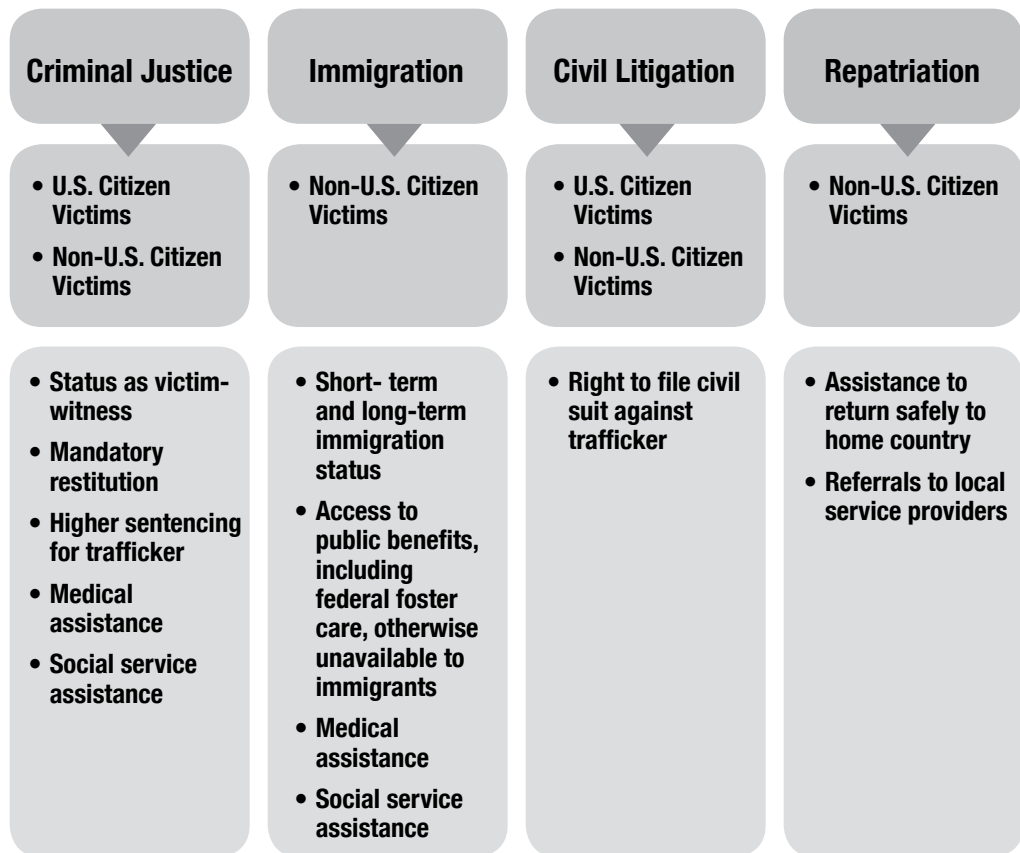 Criminal Justice
• U.S. Citizen
Victims
• Non-U.S. Citizen
Victims
• Status as victim-
witness
• Mandatory
restitution
• Higher sentencing
for trafficker
• Medical
assistance
• Social service
assistance
Immigration
• Non-U.S. Citizen
Victims
• Short- term
and long-term
immigration
status
• Access to
public benefits,
including
federal foster
care, otherwise
unavailable to
immigrants
• Medical
assistance
• Social service
assistance
Civil Litigation
• U.S. Citizen
Victims
• Non-U.S. Citizen
Victims
• Right to file civil
suit against
trafficker
Repatriation
• Non-U.S. Citizen
Victims
• Assistance to
return safely to
home country
• Referrals to local
service providers